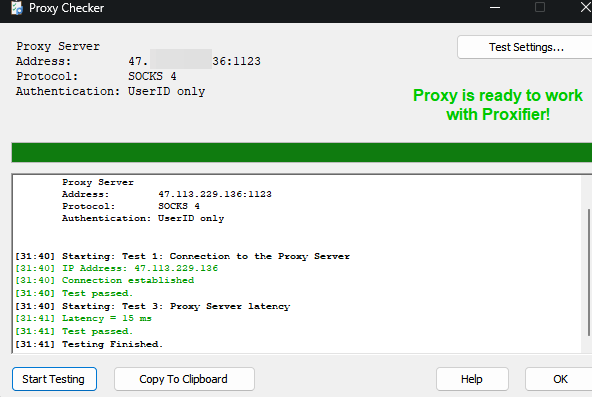 Proxy Checker
Proxy Server
Address: 47. 36:1123
Protocol: SOCKS 4
Authentication: UserID only
Test Settings...
Proxy is ready to work
with Proxifier!
Proxy Server
Address: 47.113.229.136:1123
Protocol: SOCKS 4
Authentication: UserID only
[31:40] Starting: Test 1: Connection to the Proxy Server
[31:40] IP Address: 47.113.229.136
[31:40] Connection established
[31:40] Test passed.
[31:40] Starting: Test 3: Proxy Server latency
[31:41] Latency = 15 ms
[31:41] Test passed.
[31:41] Testing Finished.
Start Testing
Copy To Clipboard
Help
OK